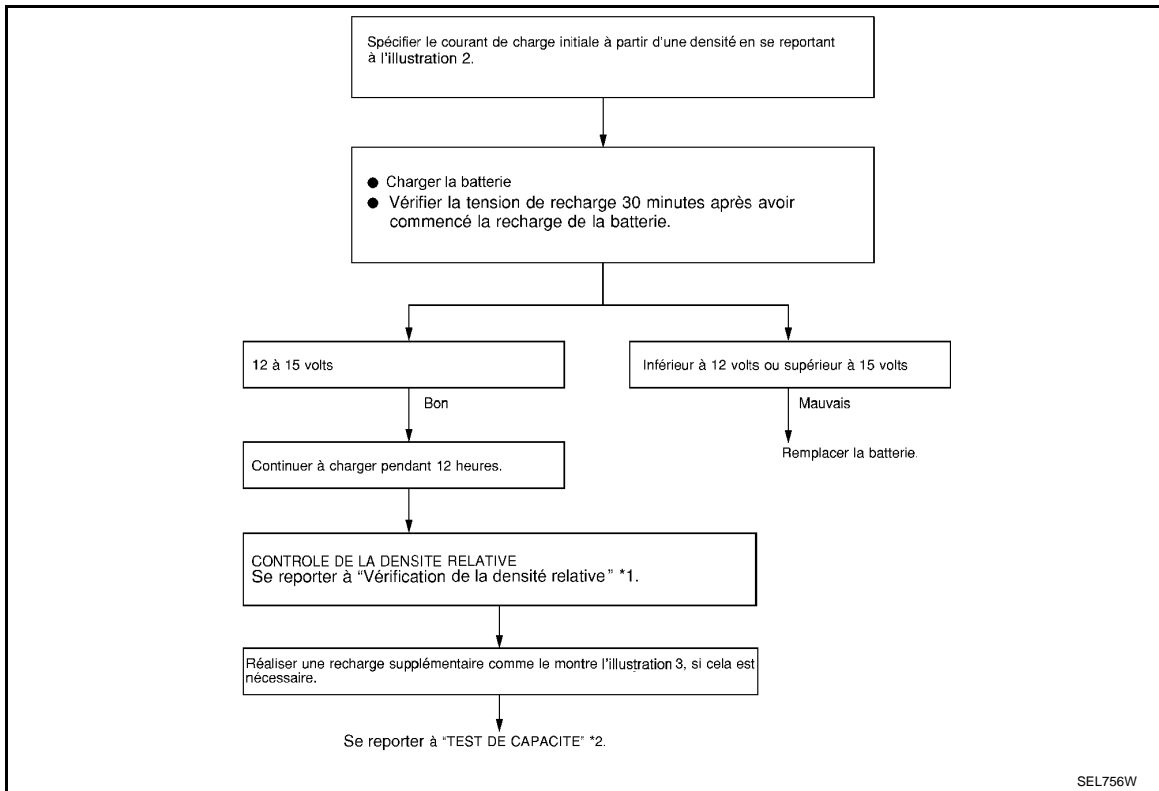 Spécifier le courant de charge initiale à partir d'une densité en se reportant
à l'illustration 2.
● Charger la batterie
● Vérifier la tension de recharge 30 minutes après avoir
commencé la recharge de la batterie.
12 à 15 volts
Inférieur à 12 volts ou supérieur à 15 volts
Bon
Mauvais
Remplacer la batterie.
Continuer à charger pendant 12 heures.
CONTROLE DE LA DENSITE RELATIVE
Se reporter à “Vérification de la densité relative” *1.
Réaliser une recharge supplémentaire comme le montre l'illustration 3, si cela est
nécessaire.
Se reporter à “TEST DE CAPACITE” *2.
SEL756W